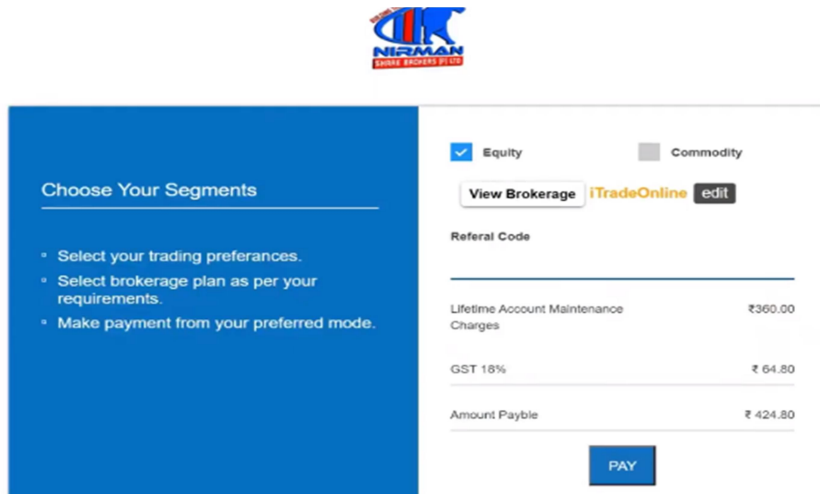 NIRMAN
SHARE BROKERS (P) LTD
Choose Your Segments
Select your trading preferances.
Select brokerage plan as per your
requirements.
Make payment from your preferred mode.
Equity
Commodity
View Brokerage
iTradeOnline
edit
Referal Code
Lifetime Account Maintenance
Charges
₹360.00
GST 18%
₹ 64.80
Amount Payble
₹ 424.80
PAY